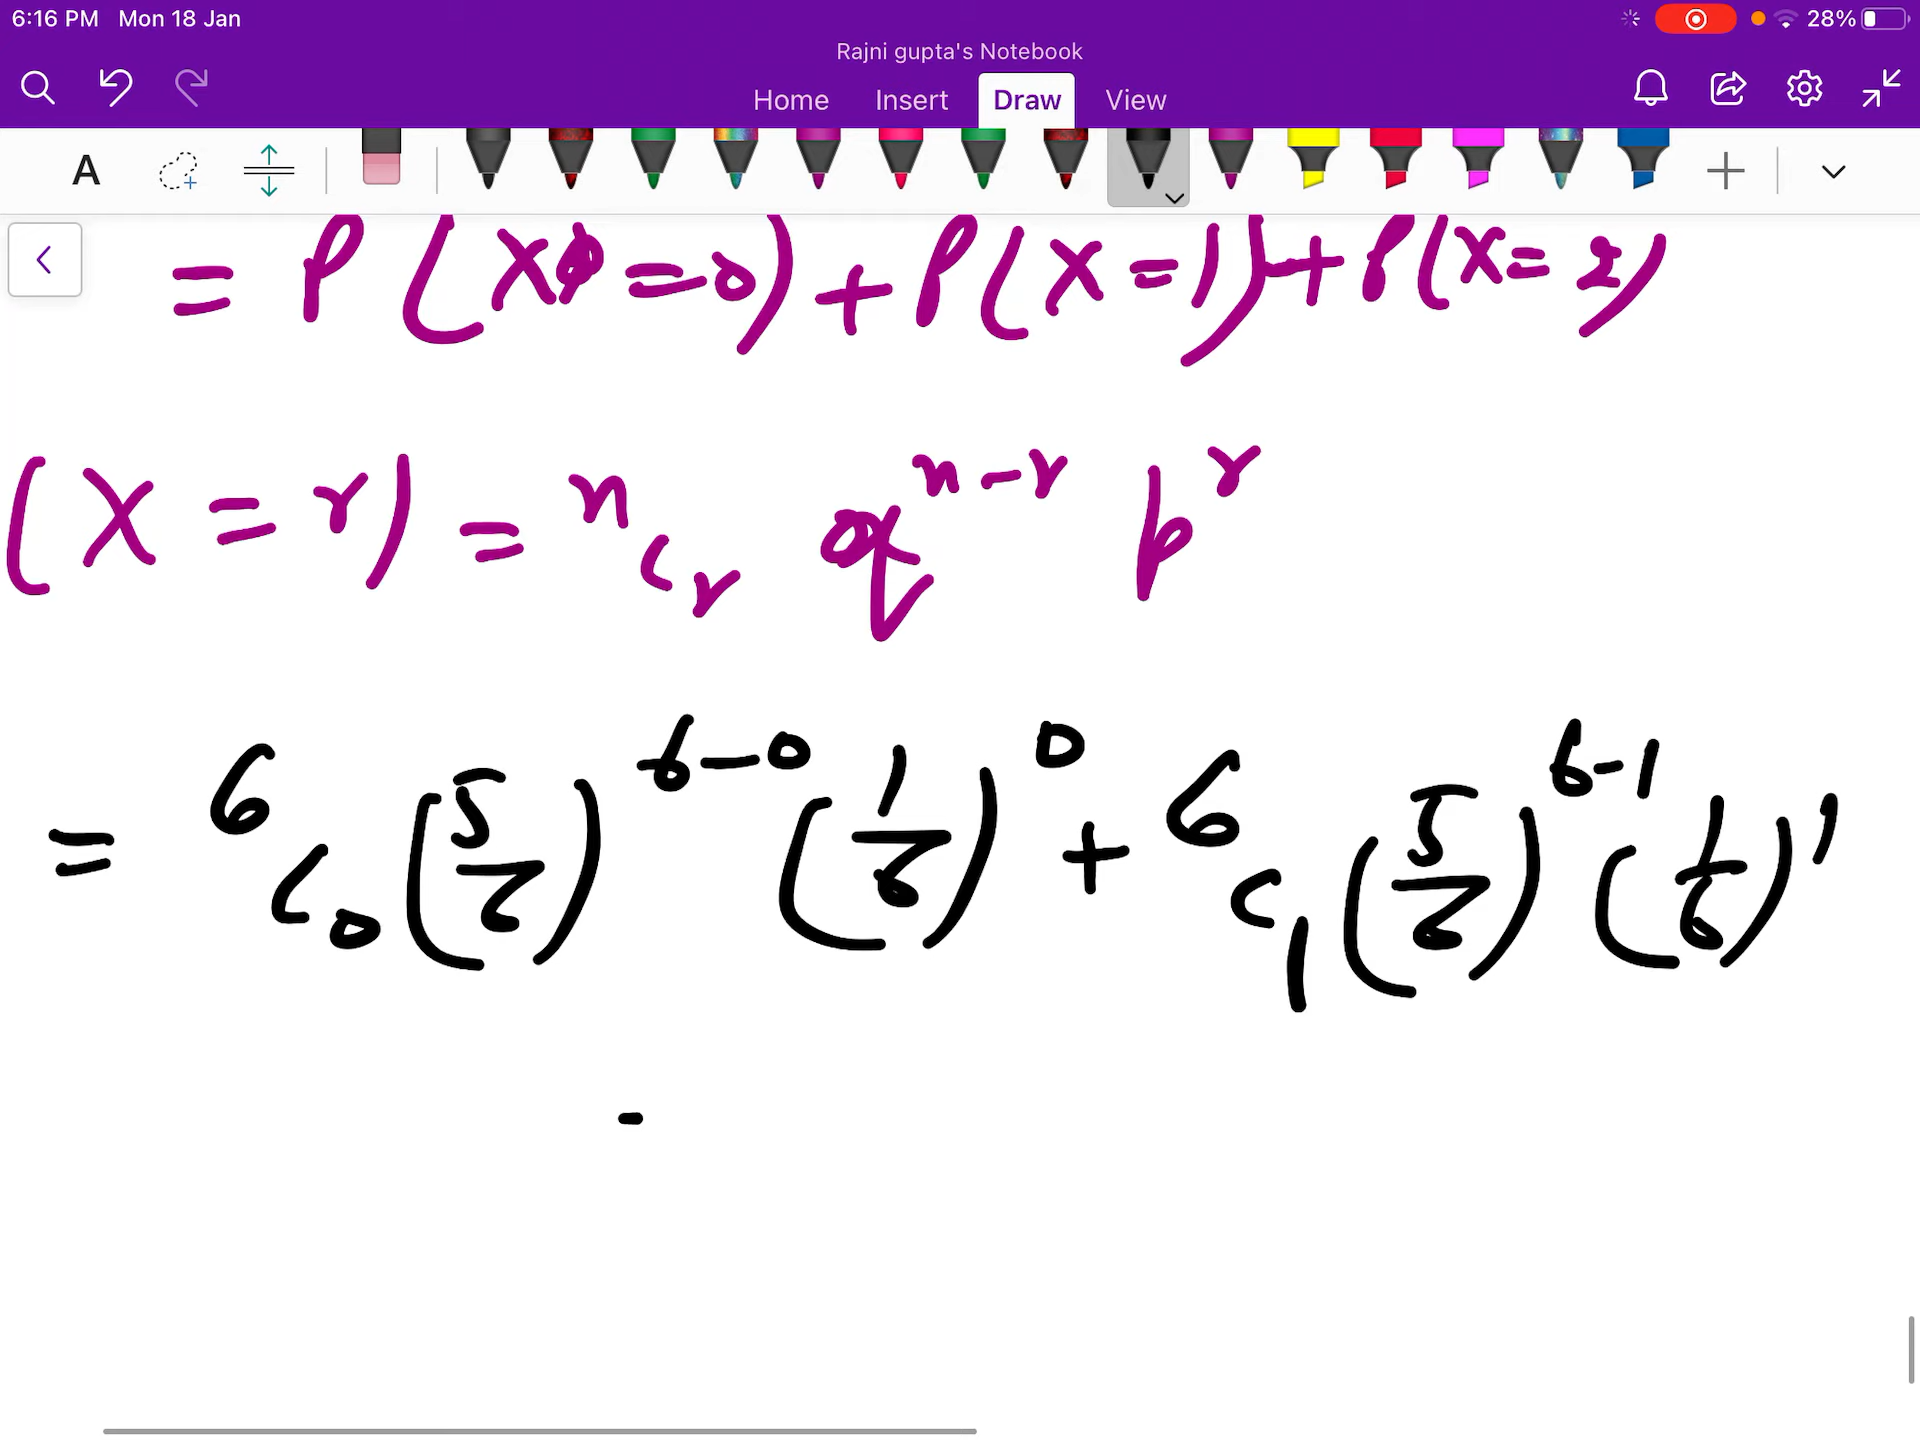 6:16 PM Mon 18 Jan 28%
Rajni gupta's Notebook
Home Insert Draw View
A
= P(X=0)+P(X=1)+P(X=2)
(X = r) = ⁿCᵣ qⁿ⁻ʳ pʳ
= ⁶C₀ (5/6)⁶⁻⁰ (1/6)⁰ + ⁶C₁ (5/6)⁶⁻¹ (1/6)¹
-